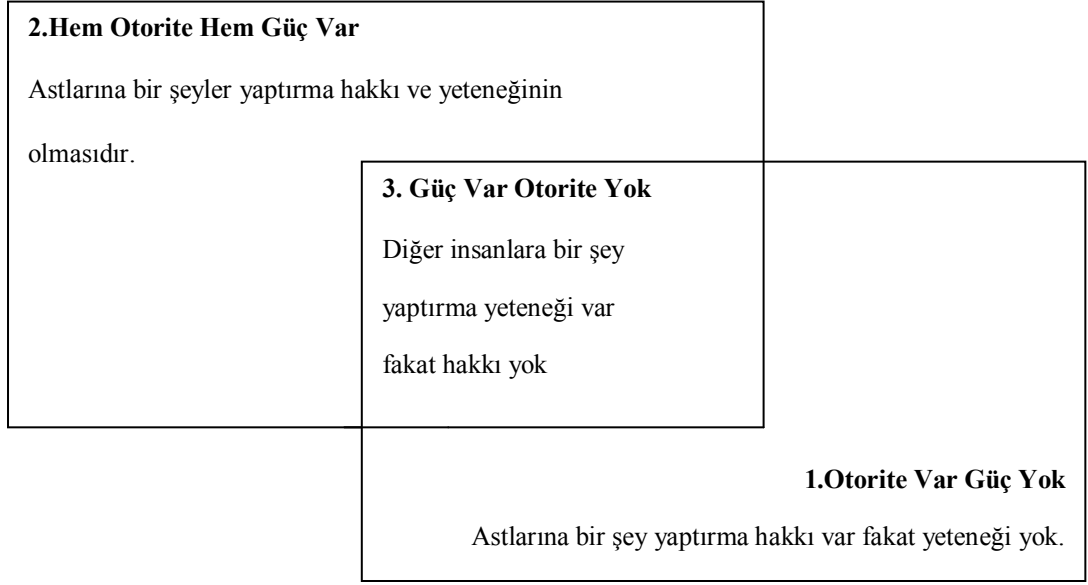 2.Hem Otorite Hem Güç Var
Astlarına bir şeyler yaptırma hakkı ve yeteneğinin
olmasıdır.
3. Güç Var Otorite Yok
Diğer insanlara bir şey
yaptırma yeteneği var
fakat hakkı yok
1.Otorite Var Güç Yok
Astlarına bir şey yaptırma hakkı var fakat yeteneği yok.